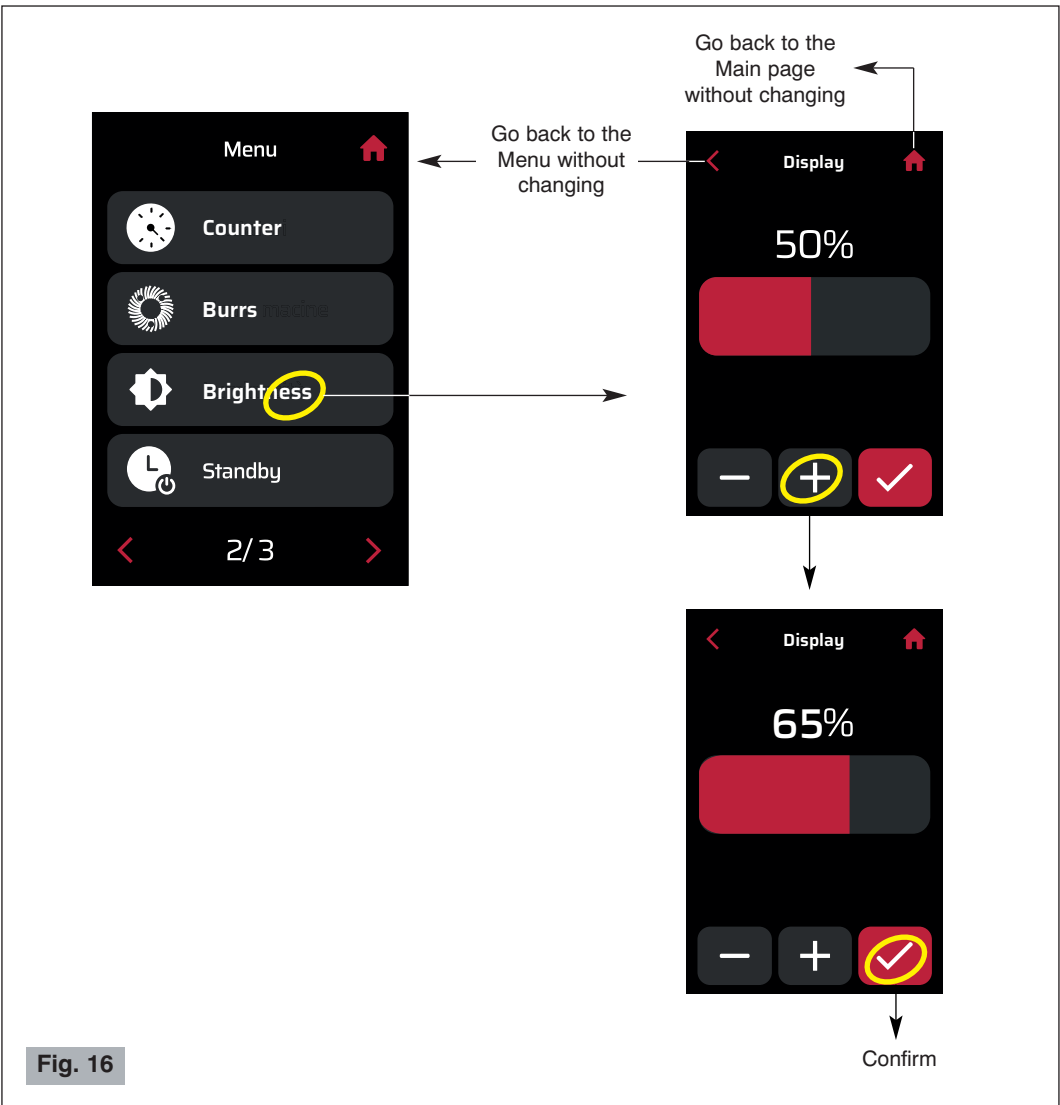 Go back to the
Main page
without changing
Go back to the
Menu without
changing
Menu
Counter
Burrs
Brightness
Standby
2/3
Display
50%
Display
65%
Confirm
Fig. 16